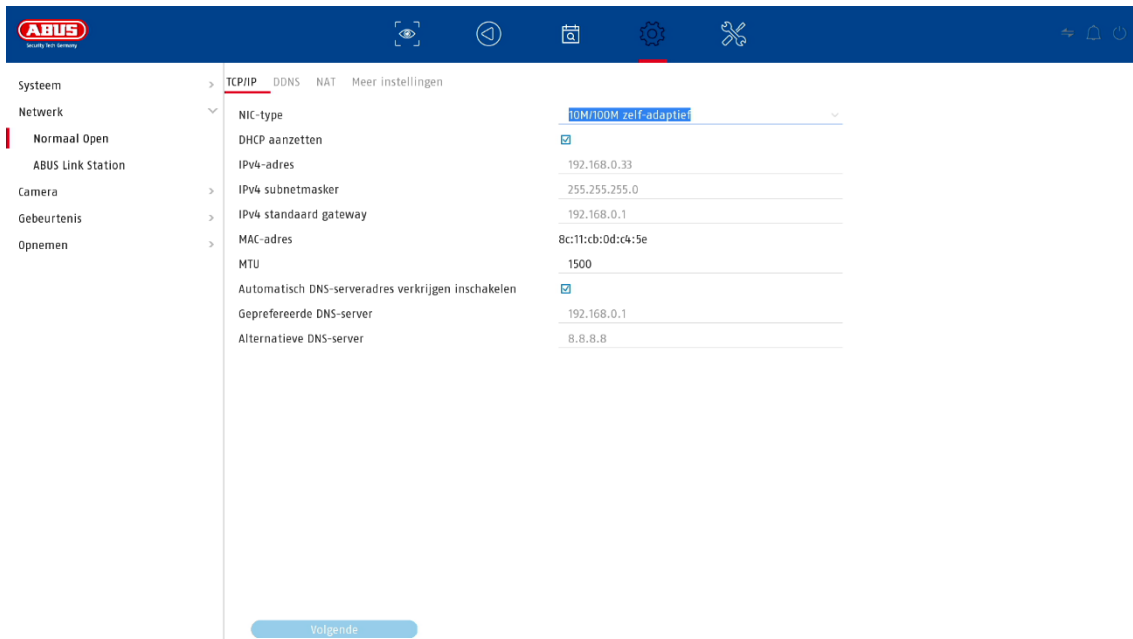 ABUS
Security Tech Germany
Systeem
Netwerk
Normaal Open
ABUS Link Station
Camera
Gebeurtenis
Opnemen
TCP/IP DDNS NAT Meer instellingen
NIC-type 10M/100M zelf-adaptief
DHCP aanzetten
IPv4-adres 192.168.0.33
IPv4 subnetmasker 255.255.255.0
IPv4 standaard gateway 192.168.0.1
MAC-adres 8c:11:cb:0d:c4:5e
MTU 1500
Automatisch DNS-serveradres verkrijgen inschakelen
Geprefereerde DNS-server 192.168.0.1
Alternatieve DNS-server 8.8.8.8
Volgende